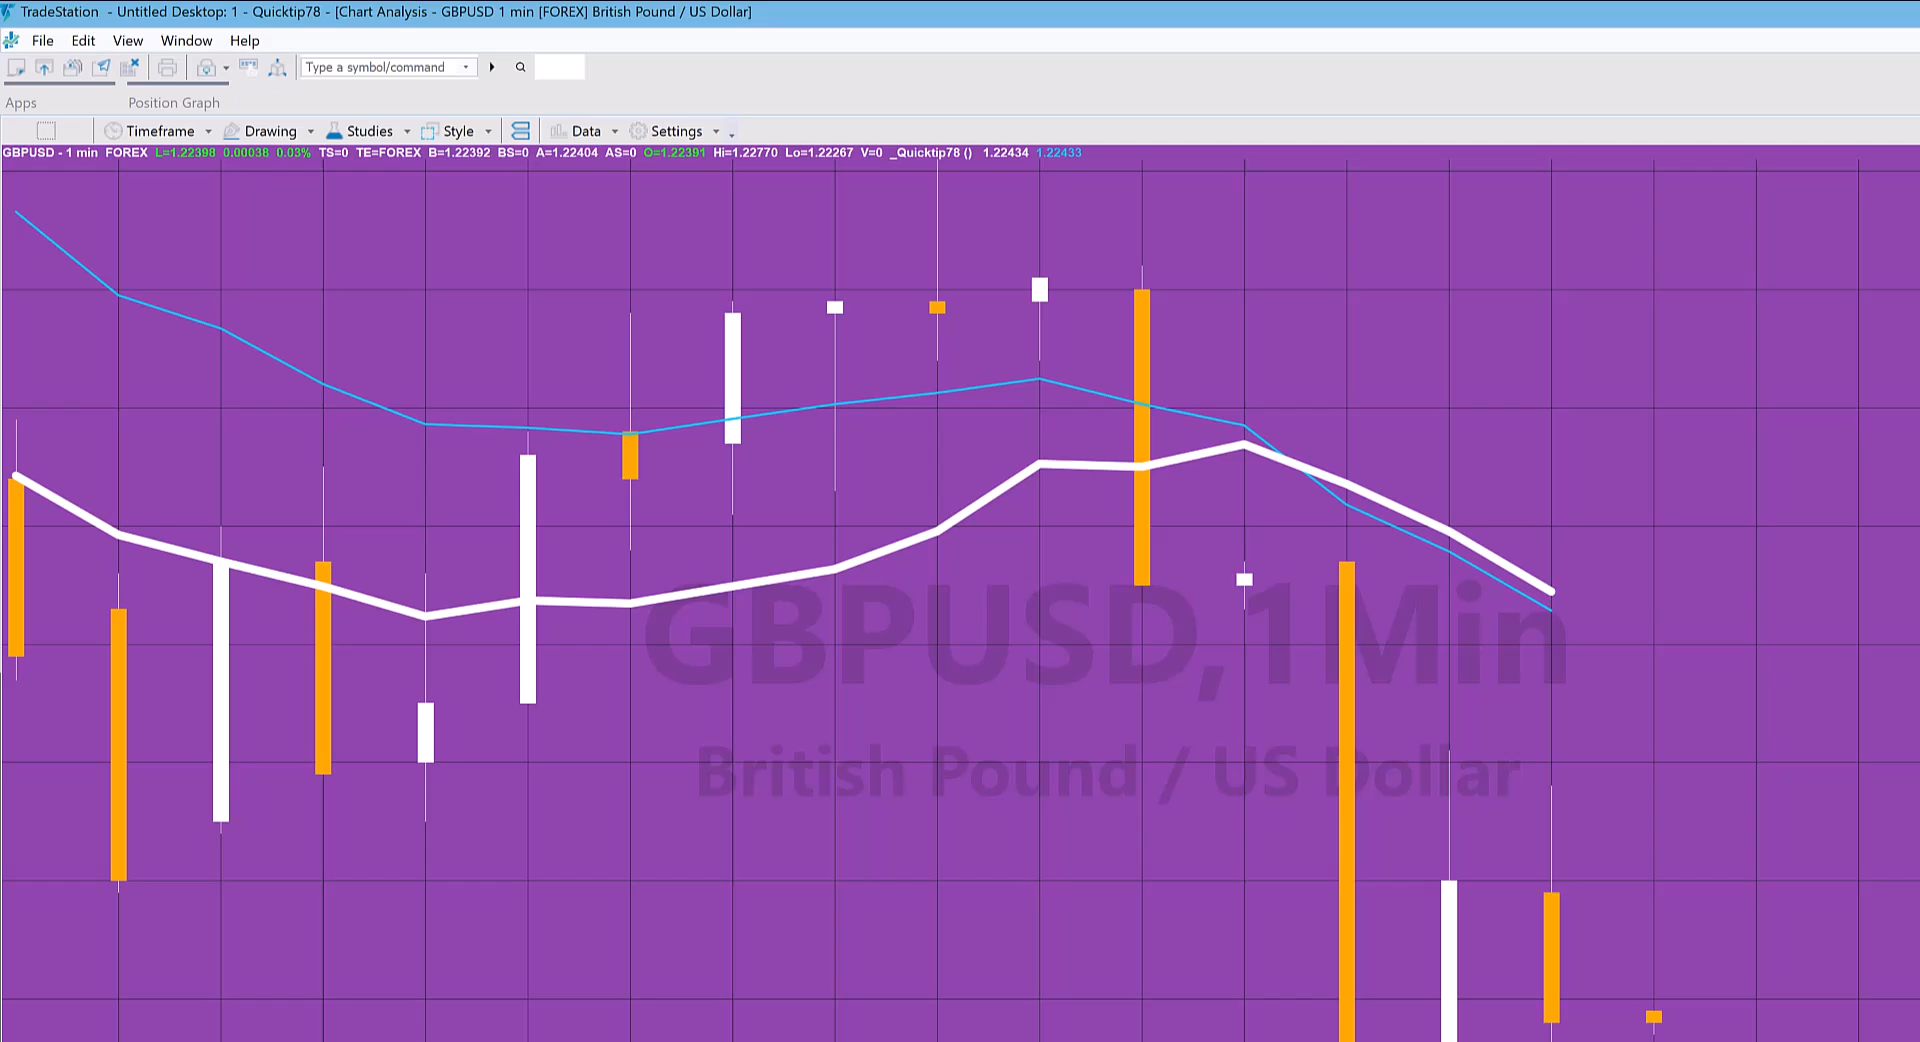 TradeStation - Untitled Desktop: 1 - Quicktip78 - [Chart Analysis - GBPUSD 1 min [FOREX] British Pound / US Dollar]
File Edit View Window Help
Type a symbol/command
Apps Position Graph
Timeframe Drawing Studies Style Data Settings
GBPUSD - 1 min FOREX L=1.22398 0.00038 0.03% TS=0 TE=FOREX B=1.22392 BS=0 A=1.22404 AS=0 O=1.22391 Hi=1.22770 Lo=1.22267 V=0 _Quicktip78 () 1.22434 1.22433
GBPUSD,1Min
British Pound / US Dollar